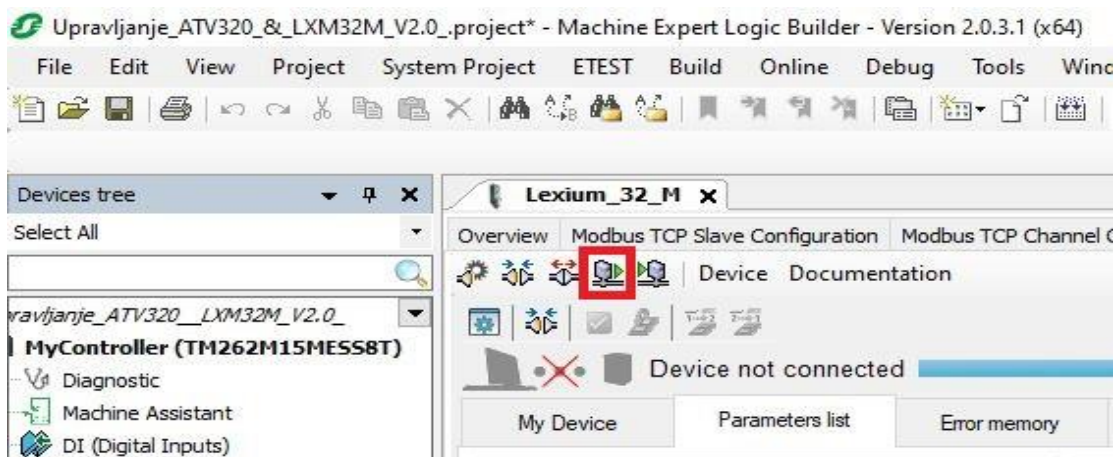 Upravljanje_ATV320_&_LXM32M_V2.0_.project* - Machine Expert Logic Builder - Version 2.0.3.1 (x64)
File Edit View Project System Project ETEST Build Online Debug Tools Wind
Devices tree
Lexium_32_M
Select All
Overview Modbus TCP Slave Configuration Modbus TCP Channel C
Device Documentation
ravljanje_ATV320__LXM32M_V2.0_
MyController (TM262M15MESS8T)
Diagnostic
Device not connected
Machine Assistant
My Device Parameters list Error memory
DI (Digital Inputs)